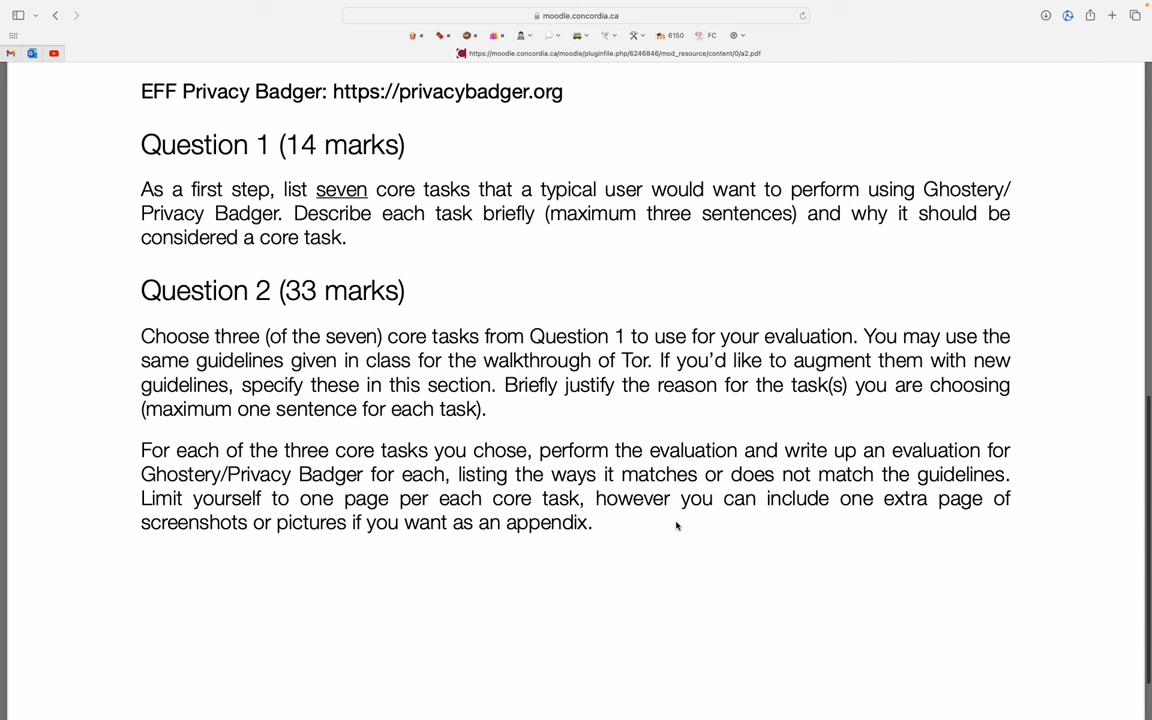 moodle.concordia.ca
6150
FC
https://moodle.concordia.ca/moodle/pluginfile.php/6246846/mod_resource/content/0/a2.pdf
EFF Privacy Badger: https://privacybadger.org
Question 1 (14 marks)
As a first step, list seven core tasks that a typical user would want to perform using Ghostery/
Privacy Badger. Describe each task briefly (maximum three sentences) and why it should be
considered a core task.
Question 2 (33 marks)
Choose three (of the seven) core tasks from Question 1 to use for your evaluation. You may use the
same guidelines given in class for the walkthrough of Tor. If you’d like to augment them with new
guidelines, specify these in this section. Briefly justify the reason for the task(s) you are choosing
(maximum one sentence for each task).
For each of the three core tasks you chose, perform the evaluation and write up an evaluation for
Ghostery/Privacy Badger for each, listing the ways it matches or does not match the guidelines.
Limit yourself to one page per each core task, however you can include one extra page of
screenshots or pictures if you want as an appendix.